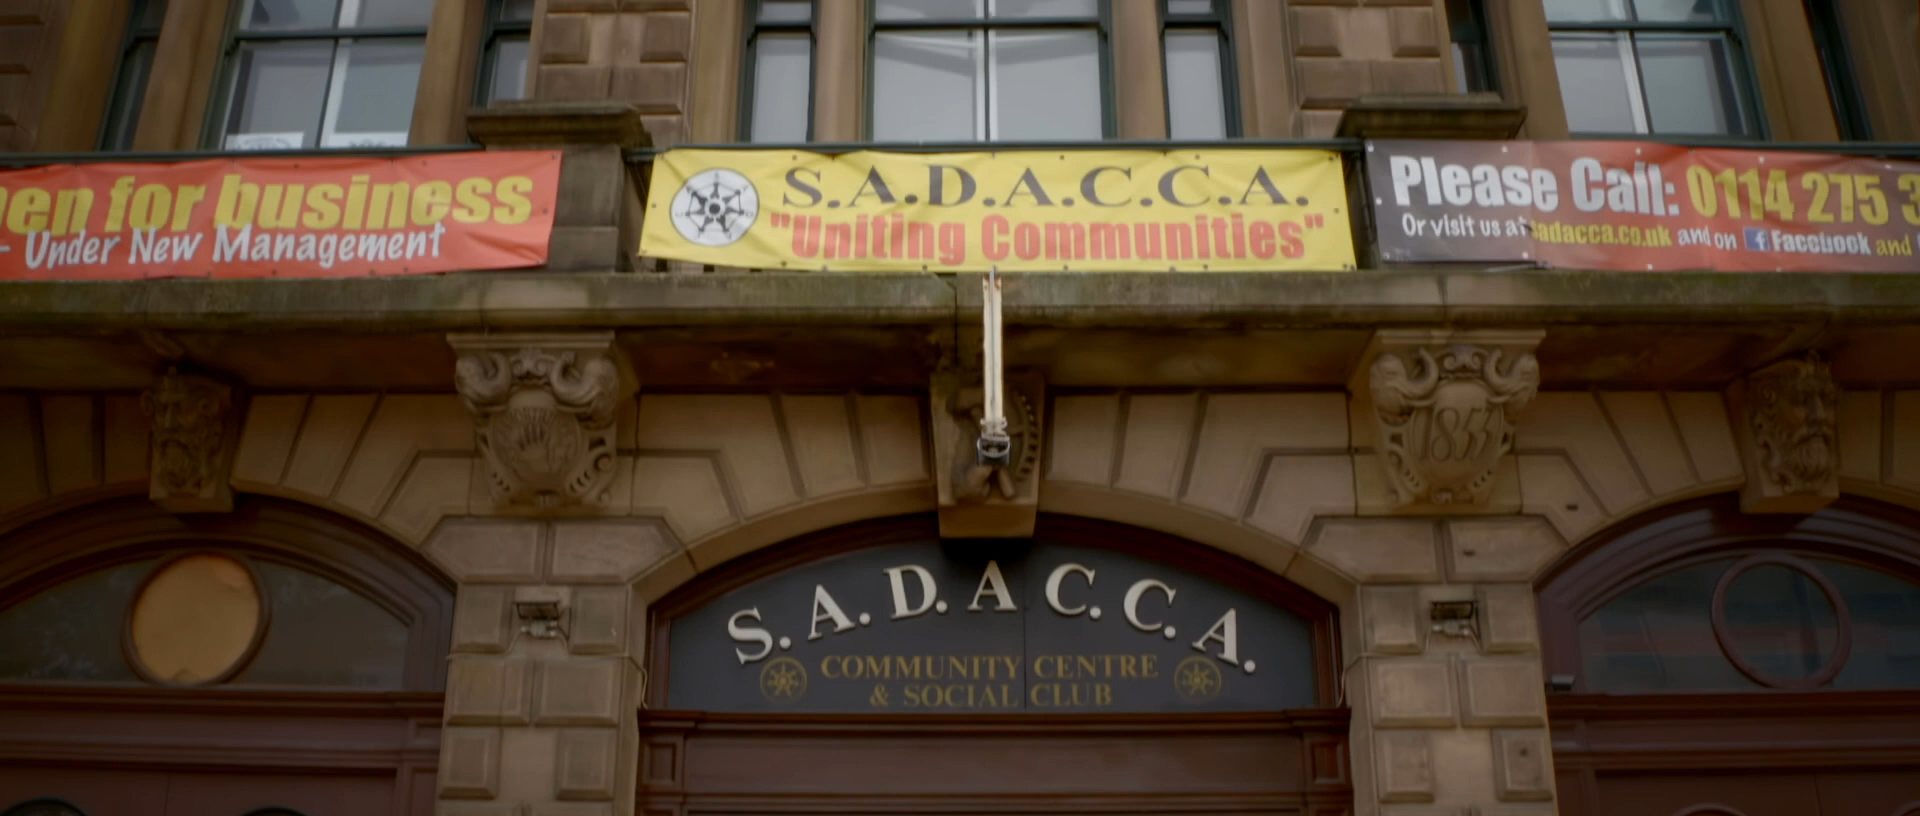 en for business
- Under New Management
S.A.D.A.C.C.A.
"Uniting Communities"
Please Call: 0114 275 3
Or visit us at sadacca.co.uk and on f Facebook and
1853
S.A.D.A.C.C.A.
COMMUNITY CENTRE
& SOCIAL CLUB